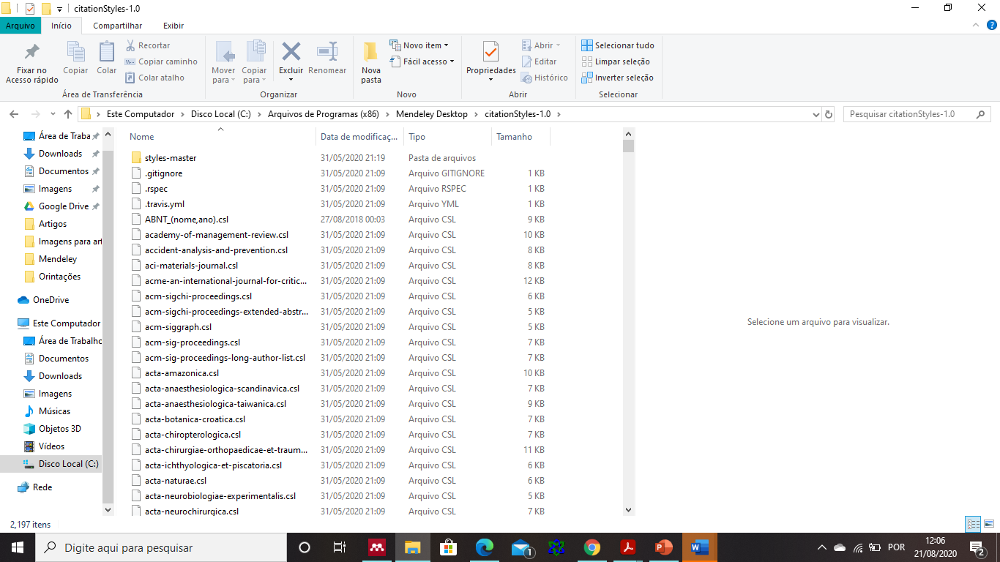 citationStyles-1.0
Arquivo Início Compartilhar Exibir
Fixar no Acesso rápido
Copiar
Colar
Recortar
Copiar caminho
Colar atalho
Área de Transferência
Mover para
Copiar para
Excluir
Renomear
Organizar
Nova pasta
Novo item
Fácil acesso
Novo
Propriedades
Abrir
Editar
Histórico
Abrir
Selecionar tudo
Limpar seleção
Inverter seleção
Selecionar
Este Computador > Disco Local (C:) > Arquivos de Programas (x86) > Mendeley Desktop > citationStyles-1.0 >
Pesquisar citationStyles-1.0
Área de Traba
Downloads
Documentos
Imagens
Google Drive
Artigos
Imagens para art
Mendeley
Orintações
OneDrive
Este Computador
Área de Trabalho
Documentos
Downloads
Imagens
Músicas
Objetos 3D
Vídeos
Disco Local (C:)
Rede
Nome Data de modificaç... Tipo Tamanho
styles-master 31/05/2020 21:19 Pasta de arquivos
.gitignore 31/05/2020 21:09 Arquivo GITIGNORE 1 KB
.rspec 31/05/2020 21:09 Arquivo RSPEC 1 KB
.travis.yml 31/05/2020 21:09 Arquivo YML 1 KB
ABNT_(nome,ano).csl 27/08/2018 00:03 Arquivo CSL 9 KB
academy-of-management-review.csl 31/05/2020 21:09 Arquivo CSL 10 KB
accident-analysis-and-prevention.csl 31/05/2020 21:09 Arquivo CSL 8 KB
aci-materials-journal.csl 31/05/2020 21:09 Arquivo CSL 8 KB
acme-an-international-journal-for-critic... 31/05/2020 21:09 Arquivo CSL 12 KB
acm-sigchi-proceedings.csl 31/05/2020 21:09 Arquivo CSL 6 KB
acm-sigchi-proceedings-extended-abstr... 31/05/2020 21:09 Arquivo CSL 5 KB
acm-siggraph.csl 31/05/2020 21:09 Arquivo CSL 5 KB
acm-sig-proceedings.csl 31/05/2020 21:09 Arquivo CSL 7 KB
acm-sig-proceedings-long-author-list.csl 31/05/2020 21:09 Arquivo CSL 7 KB
acta-amazonica.csl 31/05/2020 21:09 Arquivo CSL 10 KB
acta-anaesthesiologica-scandinavica.csl 31/05/2020 21:09 Arquivo CSL 7 KB
acta-anaesthesiologica-taiwanica.csl 31/05/2020 21:09 Arquivo CSL 9 KB
acta-botanica-croatica.csl 31/05/2020 21:09 Arquivo CSL 7 KB
acta-chiropterologica.csl 31/05/2020 21:09 Arquivo CSL 7 KB
acta-chirurgiae-orthopaedicae-et-traum... 31/05/2020 21:09 Arquivo CSL 11 KB
acta-ichthyologica-et-piscatoria.csl 31/05/2020 21:09 Arquivo CSL 6 KB
acta-naturae.csl 31/05/2020 21:09 Arquivo CSL 6 KB
acta-neurobiologiae-experimentalis.csl 31/05/2020 21:09 Arquivo CSL 5 KB
acta-neurochirurgica.csl 31/05/2020 21:09 Arquivo CSL 7 KB
Selecione um arquivo para visualizar.
2,197 itens
Digite aqui para pesquisar
1
POR
12:06
21/08/2020
2